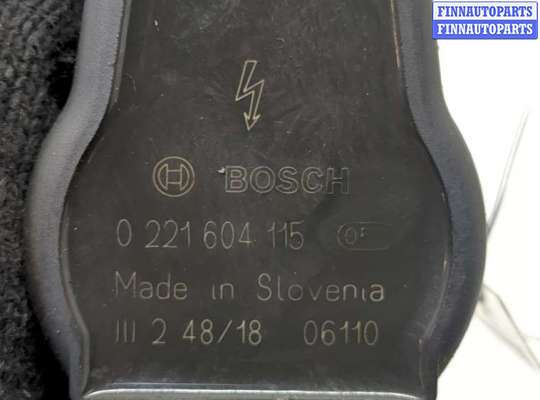 FINNAUTOPARTS
FINNAUTOPARTS
BOSCH
0 221 604 115
Made in Slovenia
III 2 48/18 06110